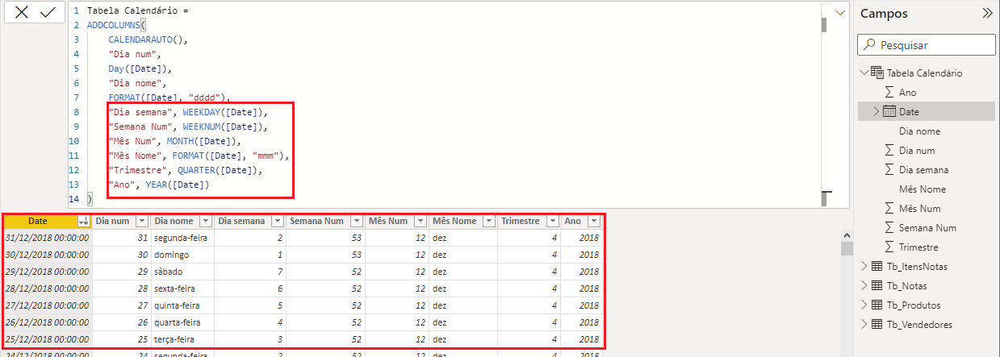 1 Tabela Calendário =
2 ADDCOLUMNS(
3 CALENDARAUTO(),
4 "Dia num",
5 Day([Date]),
6 "Dia nome",
7 FORMAT([Date], "dddd"),
8 "Dia semana", WEEKDAY([Date]),
9 "Semana Num", WEEKNUM([Date]),
10 "Mês Num", MONTH([Date]),
11 "Mês Nome", FORMAT([Date], "mmm"),
12 "Trimestre", QUARTER([Date]),
13 "Ano", YEAR([Date])
14 )
Date Dia num Dia nome Dia semana Semana Num Mês Num Mês Nome Trimestre Ano
31/12/2018 00:00:00 31 segunda-feira 2 53 12 dez 4 2018
30/12/2018 00:00:00 30 domingo 1 53 12 dez 4 2018
29/12/2018 00:00:00 29 sábado 7 52 12 dez 4 2018
28/12/2018 00:00:00 28 sexta-feira 6 52 12 dez 4 2018
27/12/2018 00:00:00 27 quinta-feira 5 52 12 dez 4 2018
26/12/2018 00:00:00 26 quarta-feira 4 52 12 dez 4 2018
25/12/2018 00:00:00 25 terça-feira 3 52 12 dez 4 2018
24/12/2018 00:00:00 24 segunda-feira 2 52 12 dez 4 2018
Campos
Pesquisar
Tabela Calendário
Ano
Date
Dia nome
Dia num
Dia semana
Mês Nome
Mês Num
Semana Num
Trimestre
Tb_ItensNotas
Tb_Notas
Tb_Produtos
Tb_Vendedores